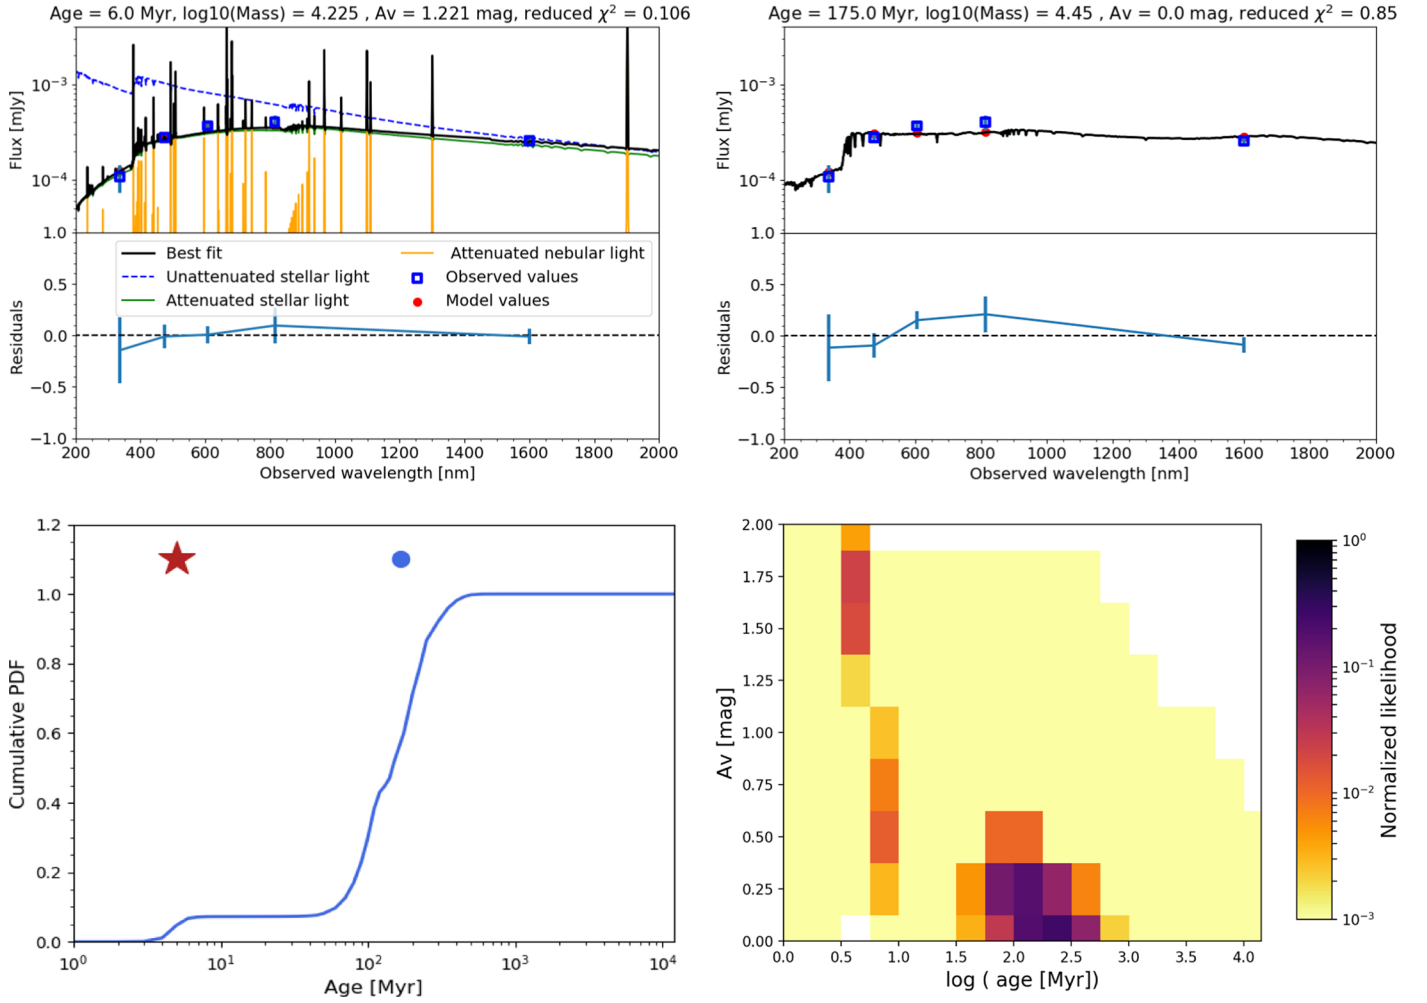 Age = 6.0 Myr, log10(Mass) = 4.225 , Av = 1.221 mag, reduced χ² = 0.106
Flux [mJy]
10⁻³
10⁻⁴
Residuals
1.0
0.5
0.0
−0.5
−1.0
Best fit
Unattenuated stellar light
Attenuated stellar light
Attenuated nebular light
Observed values
Model values
200 400 600 800 1000 1200 1400 1600 1800 2000
Observed wavelength [nm]
Age = 175.0 Myr, log10(Mass) = 4.45 , Av = 0.0 mag, reduced χ² = 0.85
Flux [mJy]
10⁻³
10⁻⁴
Residuals
1.0
0.5
0.0
−0.5
−1.0
200 400 600 800 1000 1200 1400 1600 1800 2000
Observed wavelength [nm]
Cumulative PDF
1.2
1.0
0.8
0.6
0.4
0.2
0.0
10⁰ 10¹ 10² 10³ 10⁴
Age [Myr]
Av [mag]
2.00
1.75
1.50
1.25
1.00
0.75
0.50
0.25
0.00
0.0 0.5 1.0 1.5 2.0 2.5 3.0 3.5 4.0
log ( age [Myr])
10⁰
10⁻¹
10⁻²
10⁻³
Normalized likelihood